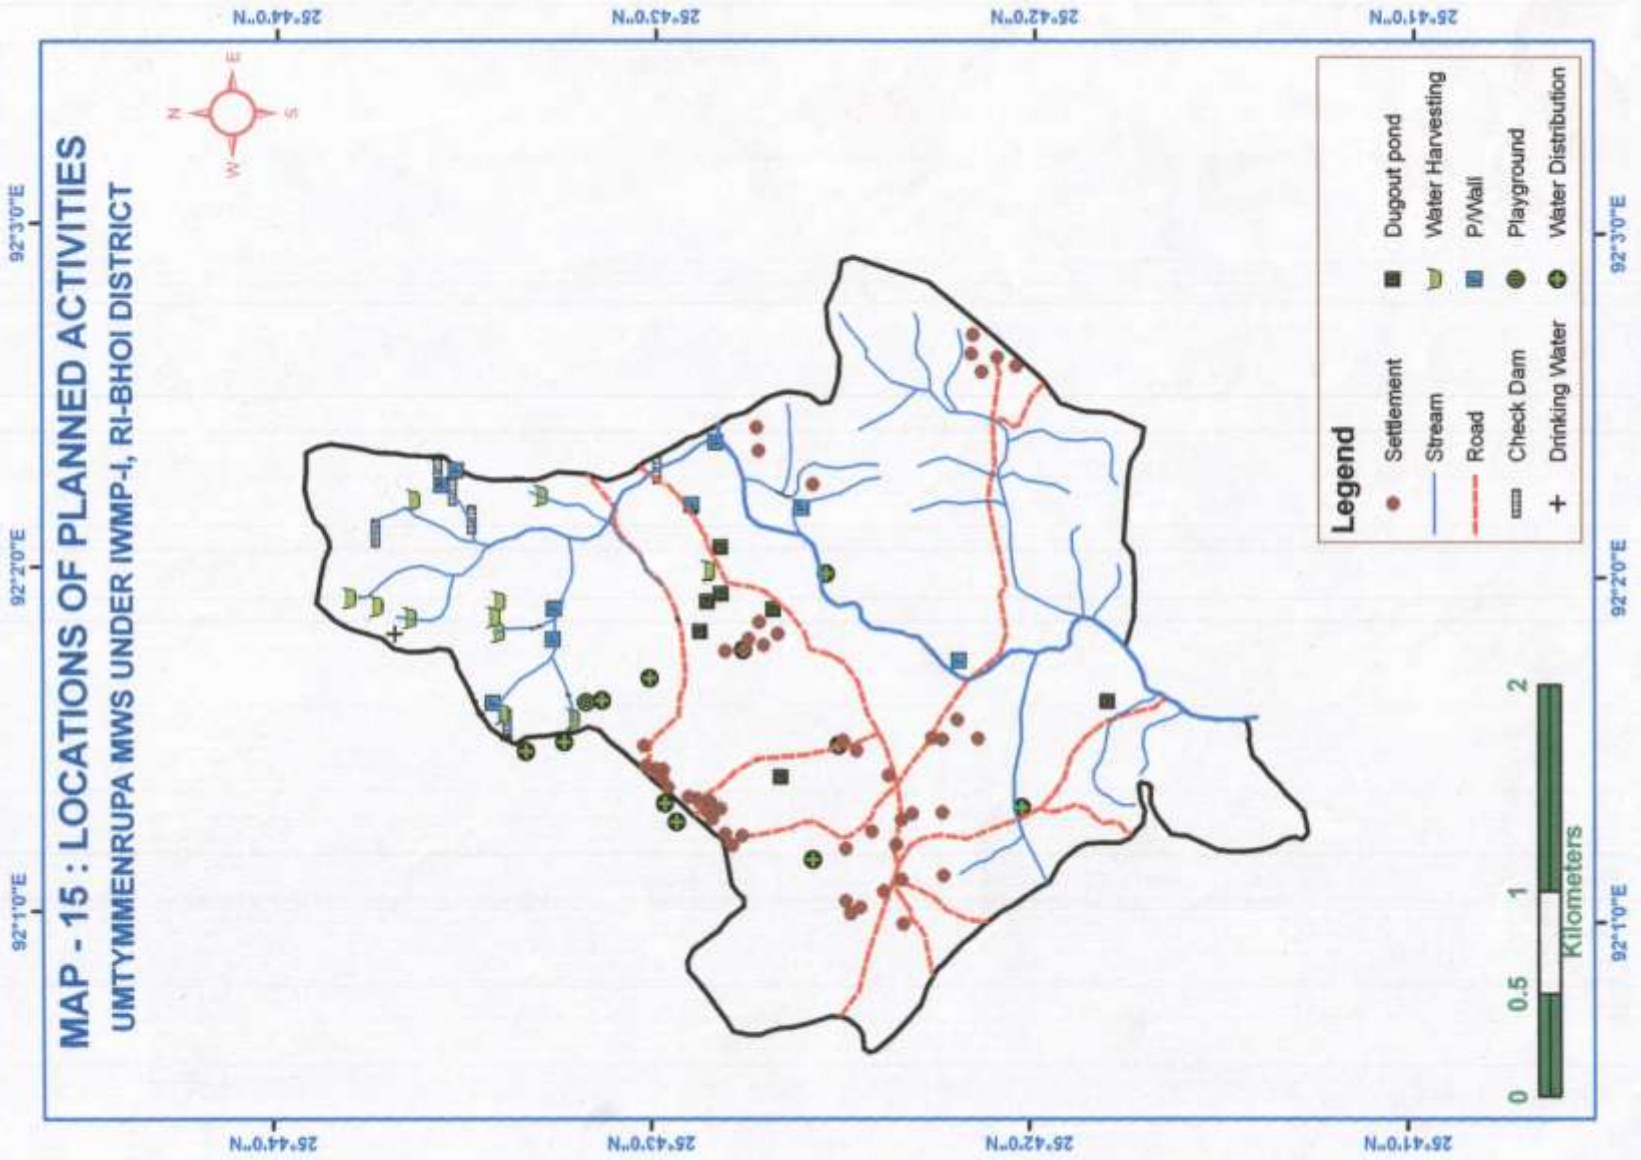 92°1'0"E 92°2'0"E 92°3'0"E
MAP - 15 : LOCATIONS OF PLANNED ACTIVITIES
UMTYMMENRUPA MWS UNDER IWMP-I, RI-BHOI DISTRICT
N
W E
S
25°44'0"N 25°44'0"N
25°43'0"N 25°43'0"N
25°42'0"N 25°42'0"N
25°41'0"N 25°41'0"N
Legend
Settlement Dugout pond
Stream Water Harvesting
Road P/Wall
Check Dam Playground
Drinking Water Water Distribution
0 0.5 1 2
Kilometers
92°1'0"E 92°2'0"E 92°3'0"E